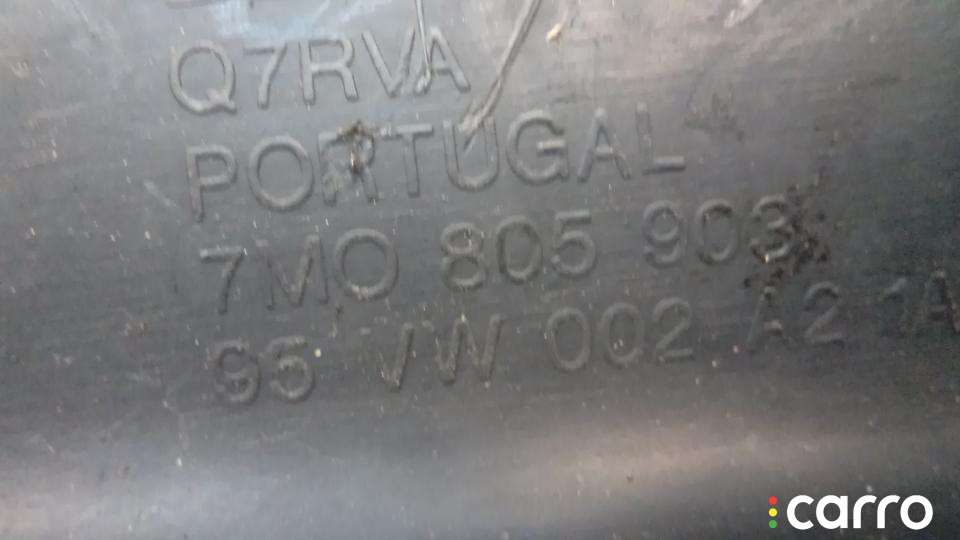 Q7RVA
PORTUGAL
7M0 805 903
95 VW 002 A2 1A
carro